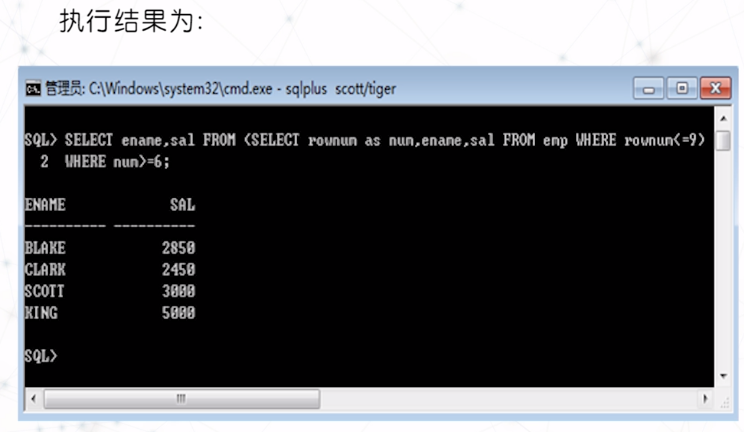 执行结果为:
管理员: C:\Windows\system32\cmd.exe - sqlplus scott/tiger
SQL> SELECT ename,sal FROM (SELECT rownum as num,ename,sal FROM emp WHERE rownum<=9)
2 WHERE num>=6;
ENAME SAL
---------- ----------
BLAKE 2850
CLARK 2450
SCOTT 3000
KING 5000
SQL>